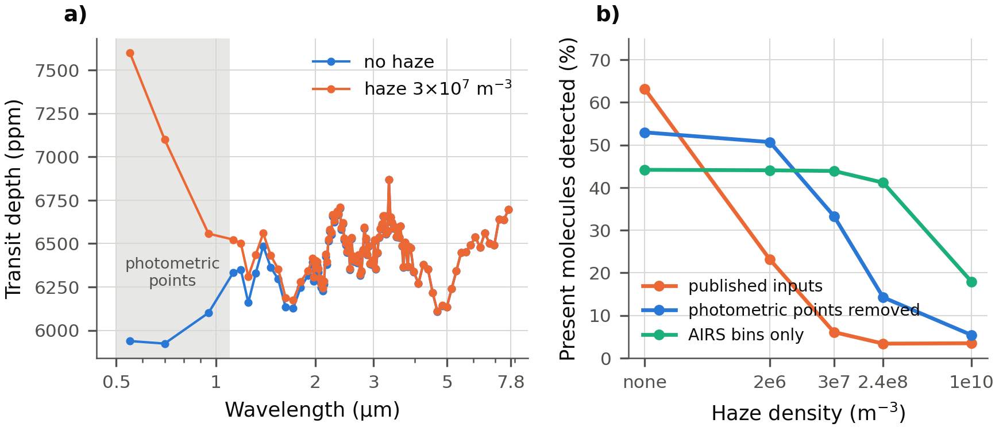 a)
Transit depth (ppm)
7500
7250
7000
6750
6500
6250
6000
no haze
haze 3×10⁷ m⁻³
photometric
points
0.5
1
2
3
5
7.8
Wavelength (µm)
b)
Present molecules detected (%)
70
60
50
40
30
20
10
0
published inputs
photometric points removed
AIRS bins only
none
2e6
3e7
2.4e8
1e10
Haze density (m⁻³)